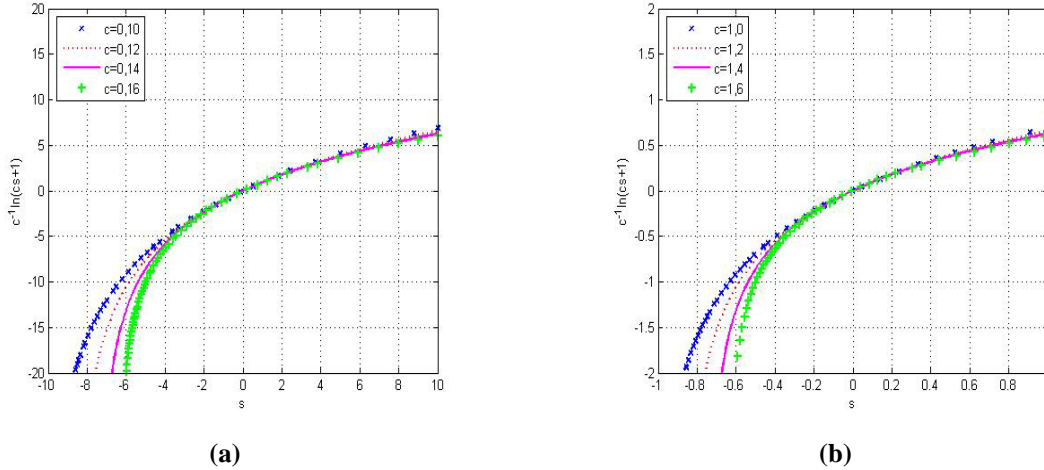 20
15
10
5
0
-5
-10
-15
-20
c=0,10
c=0,12
c=0,14
c=0,16
c⁻¹ln(cs+1)
-10 -8 -6 -4 -2 0 2 4 6 8 10
s
(a)
2
1.5
1
0.5
0
-0.5
-1
-1.5
-2
c=1,0
c=1,2
c=1,4
c=1,6
c⁻¹ln(cs+1)
-1 -0.8 -0.6 -0.4 -0.2 0 0.2 0.4 0.6 0.8
s
(b)